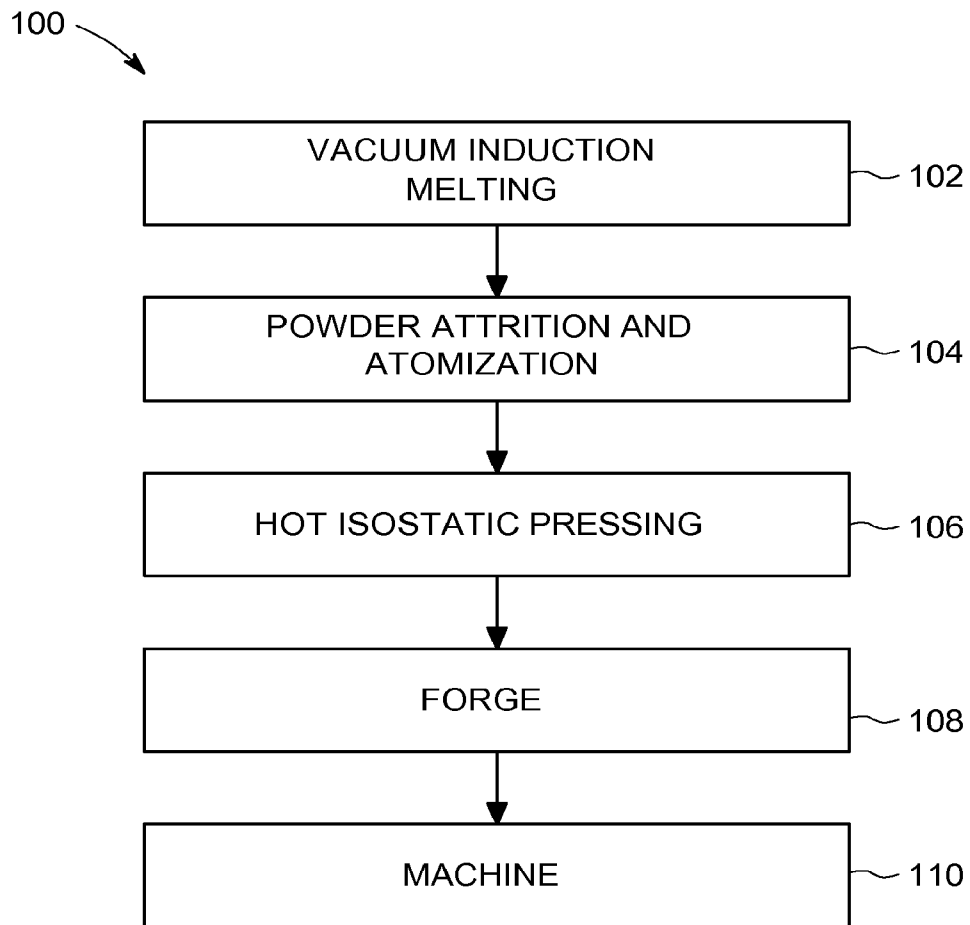 100
VACUUM INDUCTION
MELTING
102
POWDER ATTRITION AND
ATOMIZATION
104
HOT ISOSTATIC PRESSING
106
FORGE
108
MACHINE
110